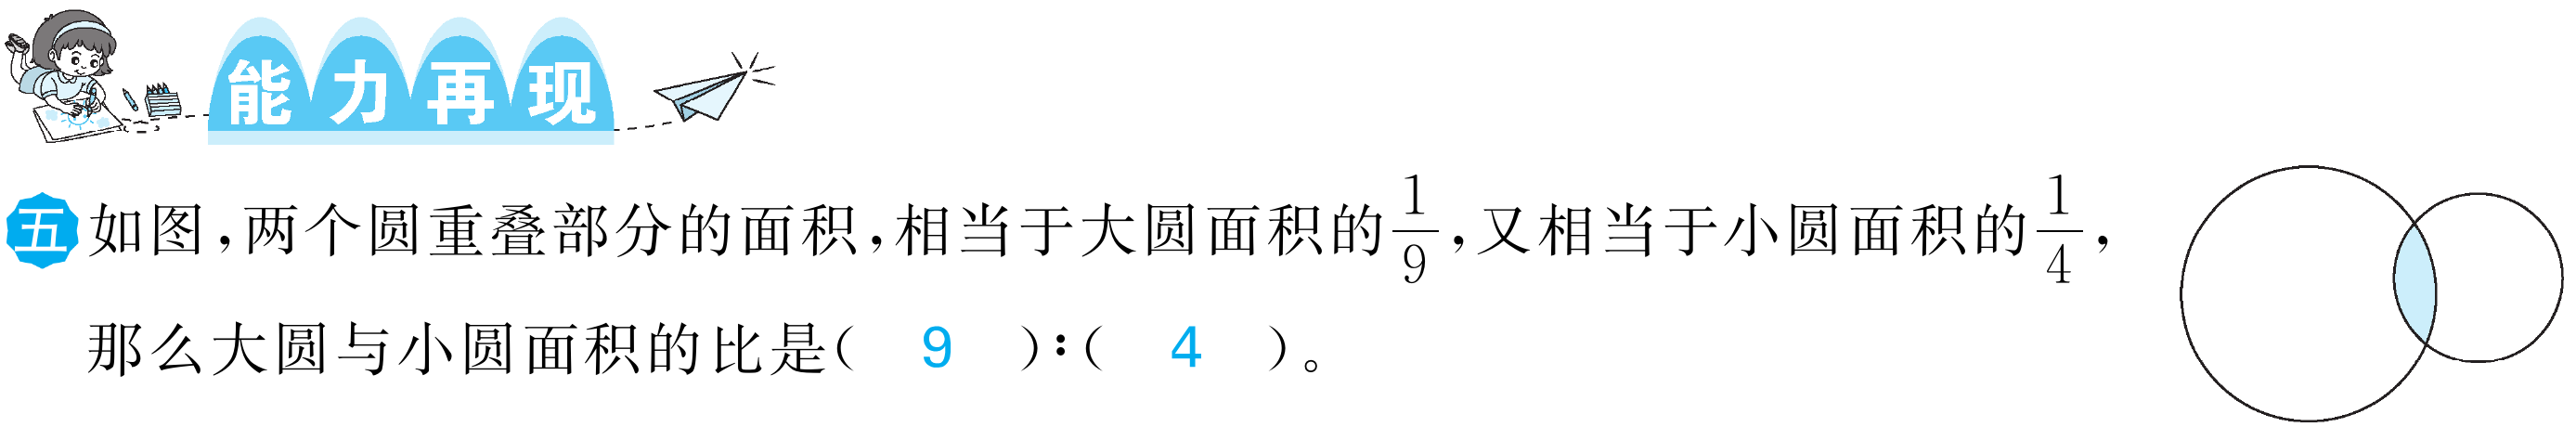 能力再现
五 如图,两个圆重叠部分的面积,相当于大圆面积的1/9,又相当于小圆面积的1/4,
那么大圆与小圆面积的比是( 9 )∶( 4 )。